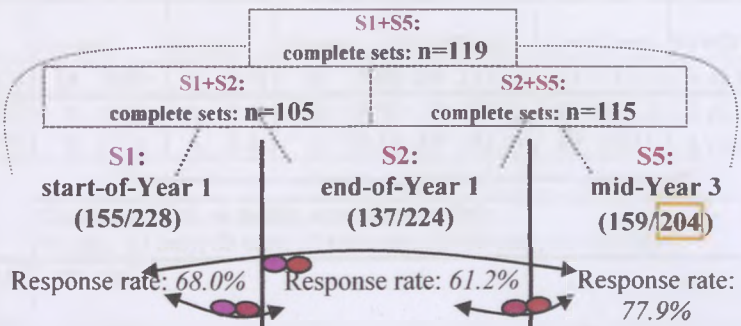 S1+S5:
complete sets: n=119
S1+S2:
complete sets: n=105
S2+S5:
complete sets: n=115
S1:
start-of-Year 1
(155/228)
S2:
end-of-Year 1
(137/224)
S5:
mid-Year 3
(159/204)
Response rate: 68.0%
Response rate: 61.2%
Response rate:
77.9%